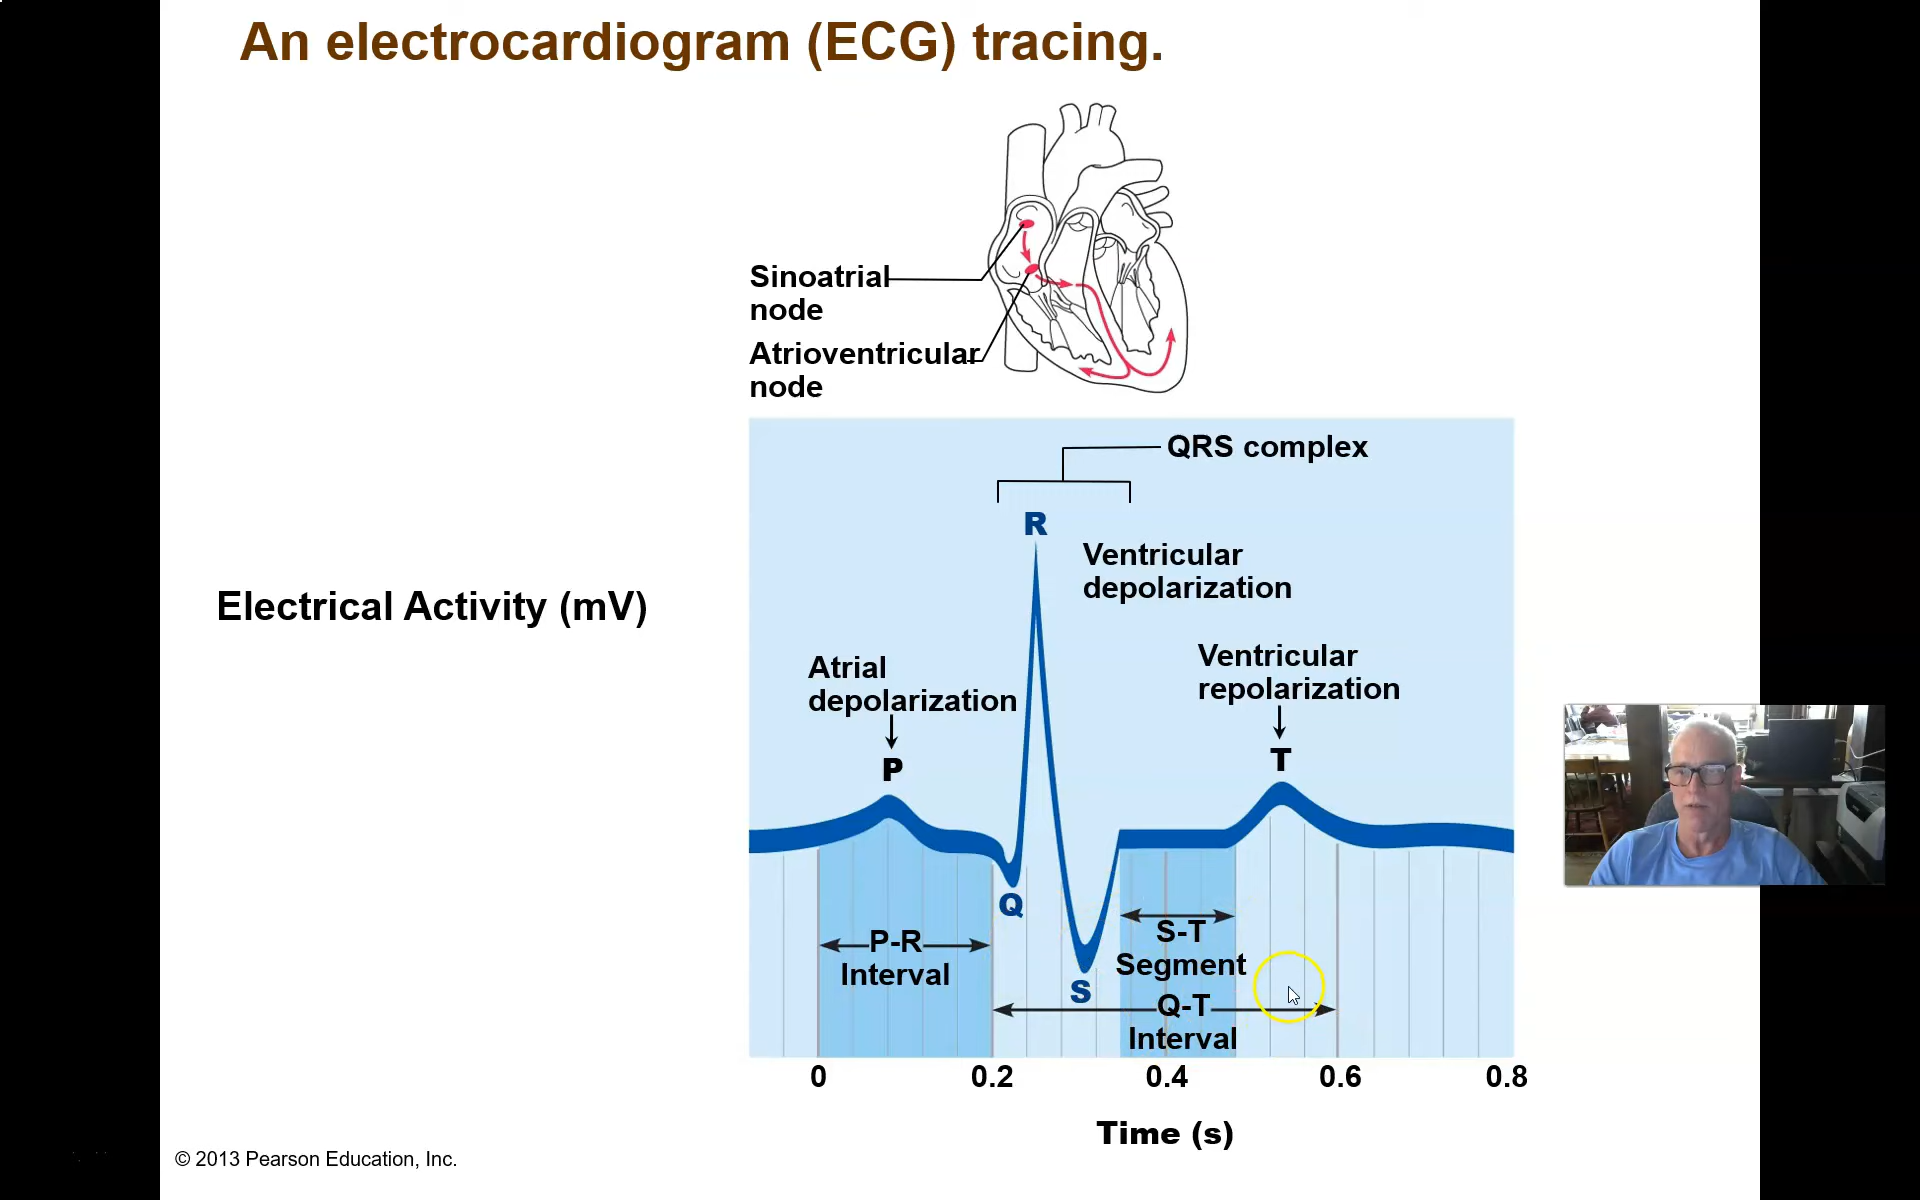 An electrocardiogram (ECG) tracing.
Sinoatrial
node
Atrioventricular
node
QRS complex
R
Ventricular
depolarization
Electrical Activity (mV)
Atrial
depolarization
P
Ventricular
repolarization
T
Q
P-R
Interval
S
S-T
Segment
Q-T
Interval
0 0.2 0.4 0.6 0.8
Time (s)
© 2013 Pearson Education, Inc.